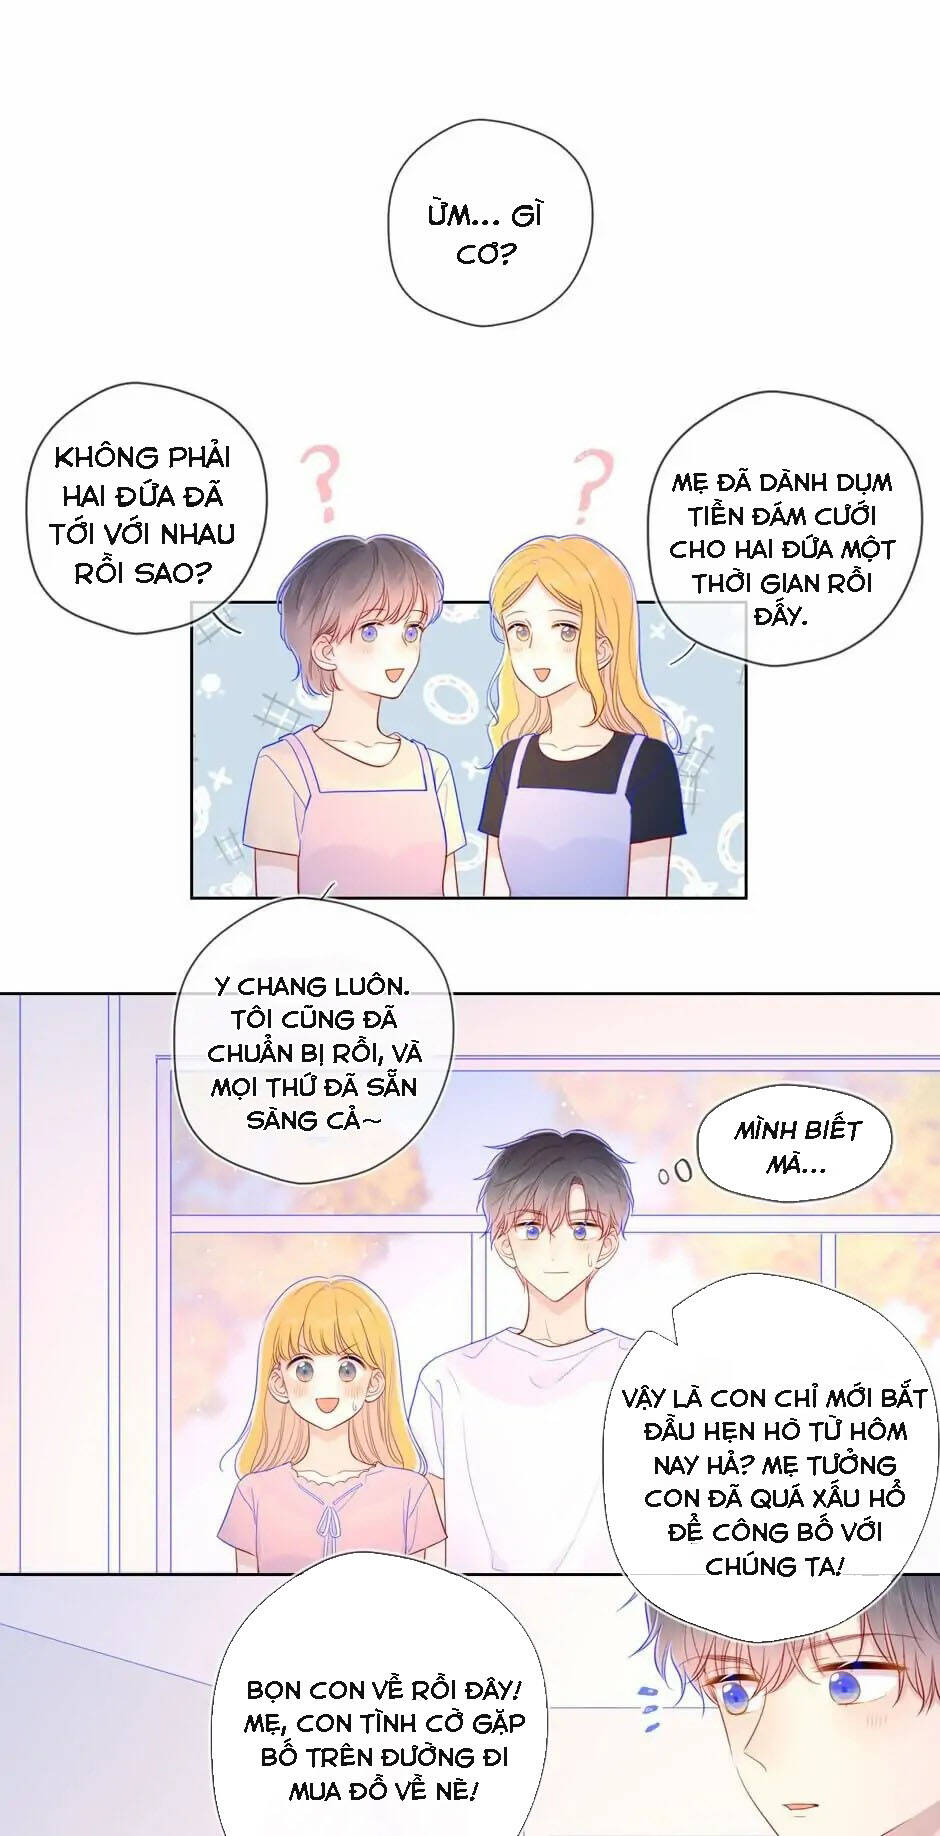 ỪM... GÌ
CƠ?
KHÔNG PHẢI
HAI ĐỨA ĐÃ
TỚI VỚI NHAU
RỒI SAO?
?
?
MẸ ĐÃ DÀNH DỤM
TIỀN ĐÁM CƯỚI
CHO HAI ĐỨA MỘT
THỜI GIAN RỒI
ĐẤY.
Y CHANG LUÔN.
TÔI CŨNG ĐÃ
CHUẨN BỊ RỒI, VÀ
MỌI THỨ ĐÃ SẴN
SÀNG CẢ~
MÌNH BIẾT
MÀ...
VẬY LÀ CON CHỈ MỚI BẮT
ĐẦU HẸN HÒ TỪ HÔM
NAY HẢ? MẸ TƯỞNG
CON ĐÃ QUÁ XẤU HỔ
ĐỂ CÔNG BỐ VỚI
CHÚNG TA!
BỌN CON VỀ RỒI ĐÂY!
MẸ, CON TÌNH CỜ GẶP
BỐ TRÊN ĐƯỜNG ĐI
MUA ĐỒ VỀ NÈ!